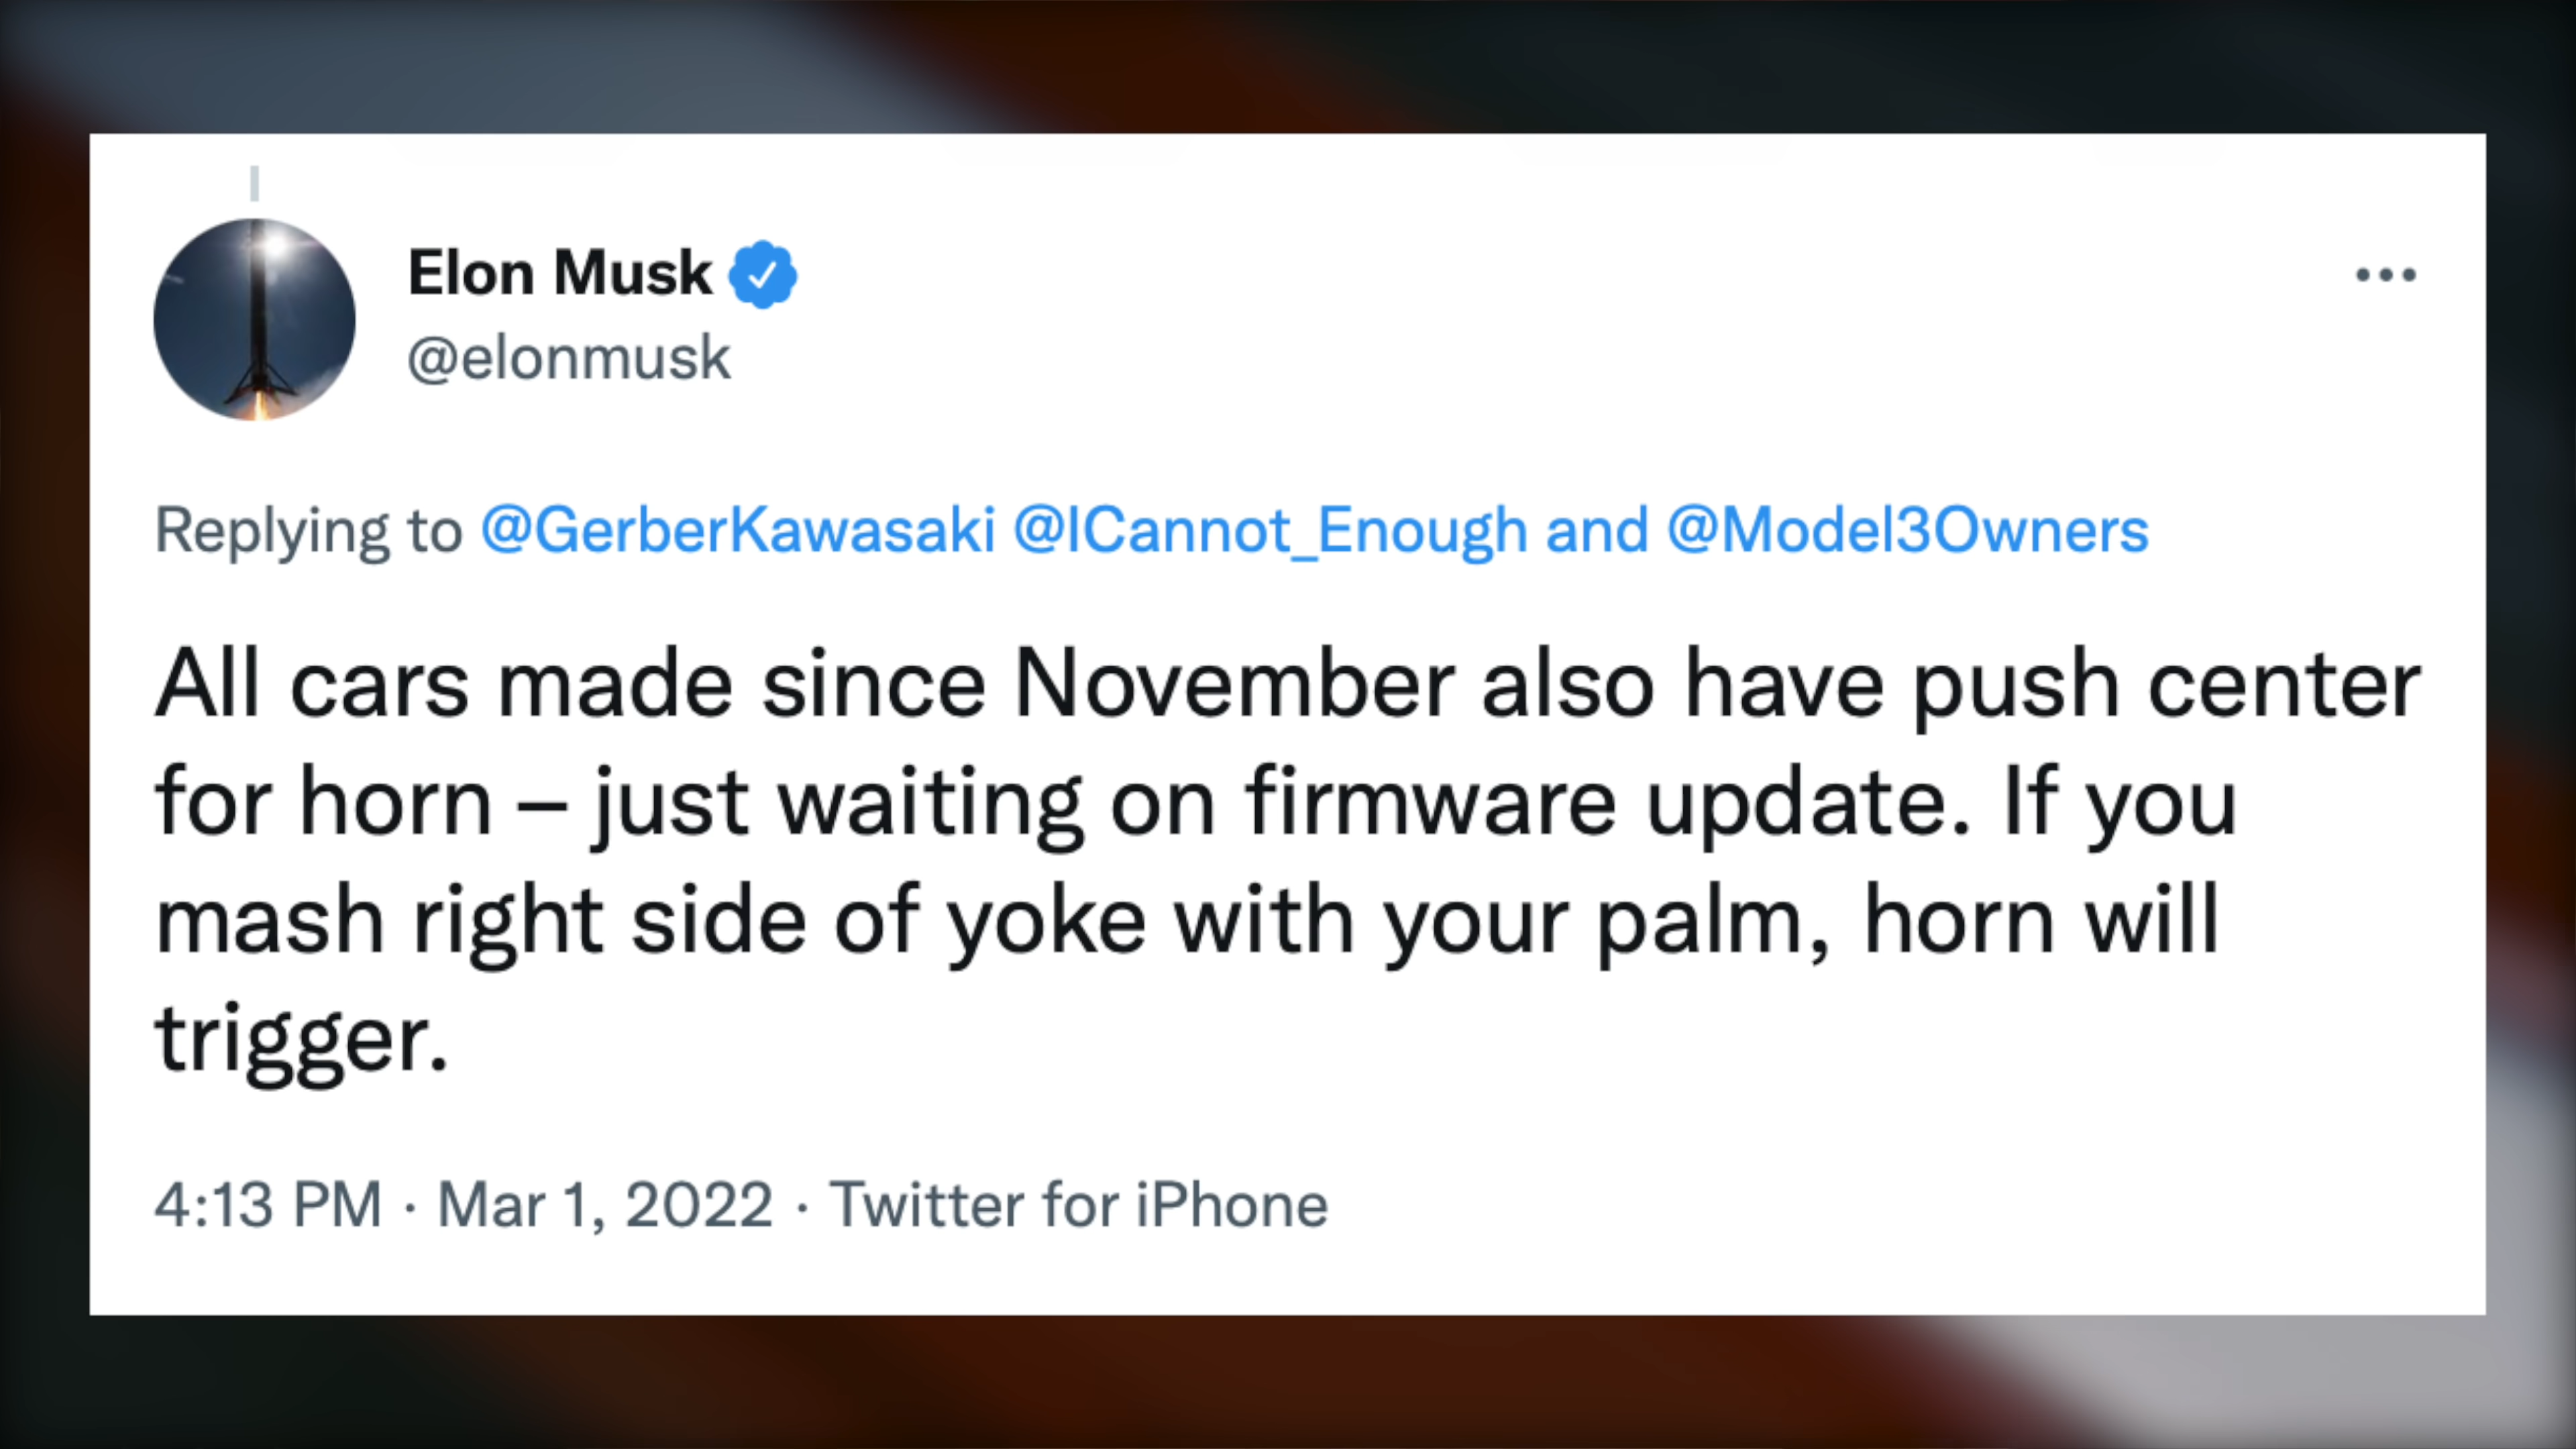 Elon Musk
@elonmusk
Replying to @GerberKawasaki @ICannot_Enough and @Model3Owners
All cars made since November also have push center
for horn – just waiting on firmware update. If you
mash right side of yoke with your palm, horn will
trigger.
4:13 PM · Mar 1, 2022 · Twitter for iPhone